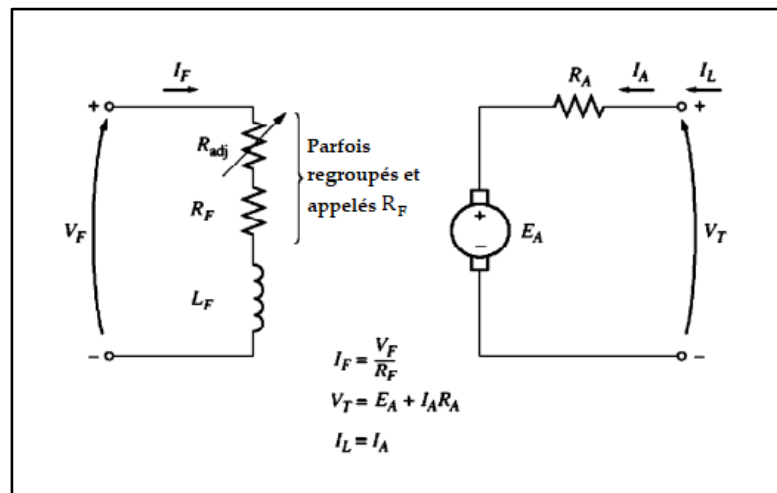 I_F
+
R_adj
R_F
V_F
L_F
–
Parfois
regroupés et
appelés R_F
R_A
I_A
I_L
+
+
–
E_A
V_T
–
I_F = V_F / R_F
V_T = E_A + I_A R_A
I_L = I_A